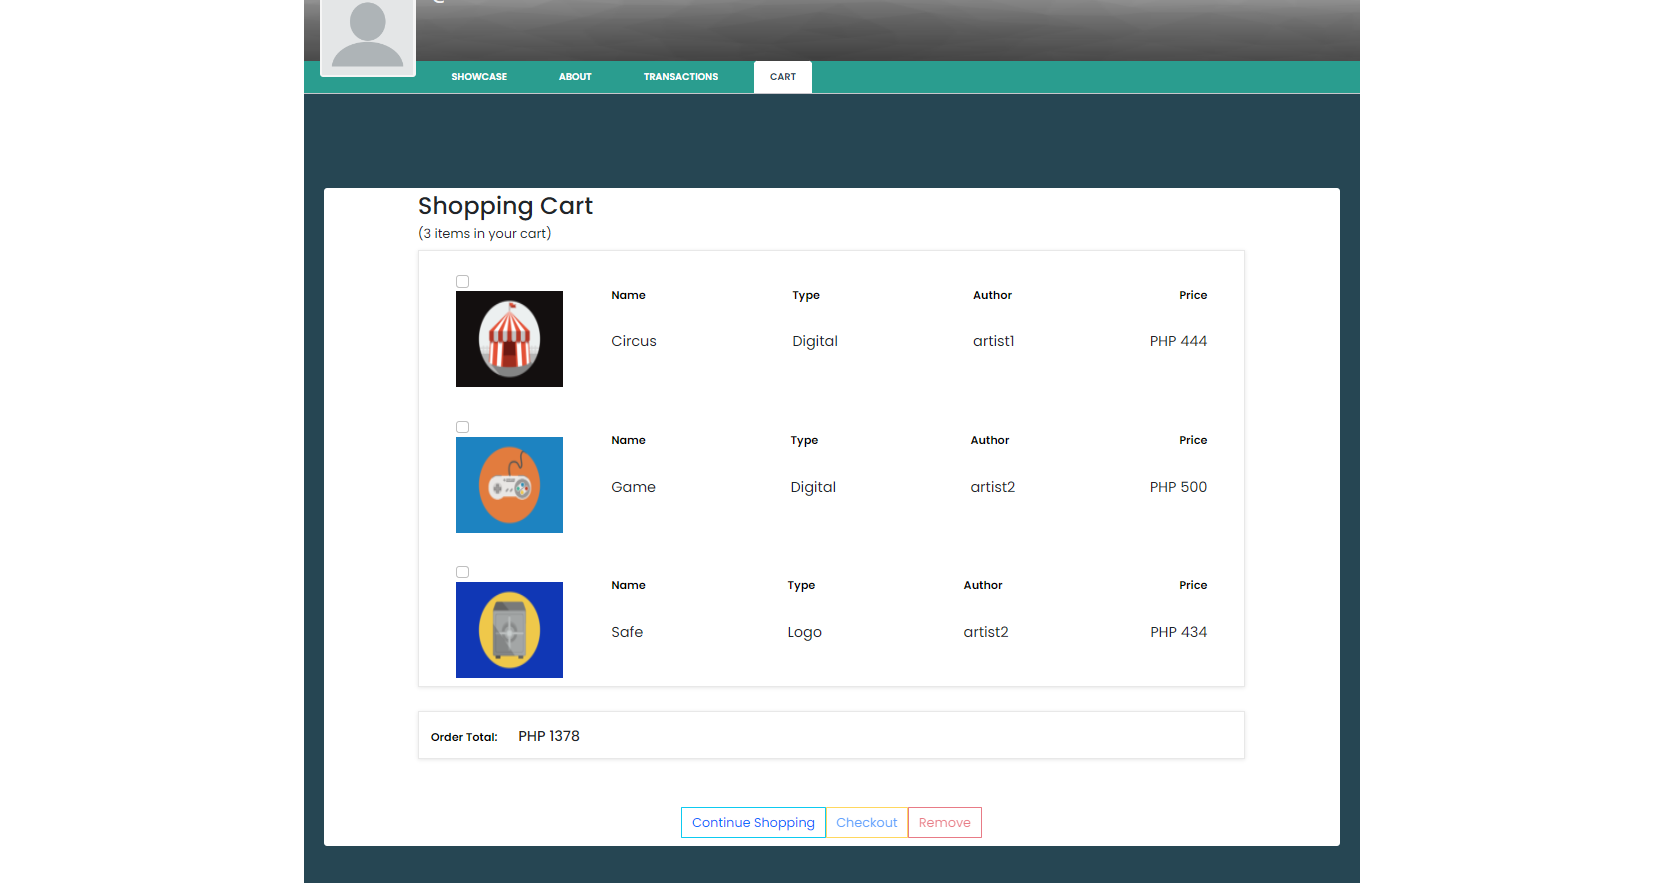 SHOWCASE ABOUT TRANSACTIONS CART
Shopping Cart
(3 items in your cart)
Name Type Author Price
Circus Digital artist1 PHP 444
Name Type Author Price
Game Digital artist2 PHP 500
Name Type Author Price
Safe Logo artist2 PHP 434
Order Total: PHP 1378
Continue Shopping Checkout Remove